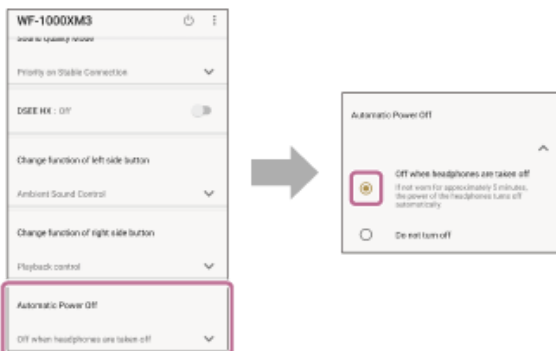 WF-1000XM3
Sound Quality Mode
Priority on Stable Connection
DSEE HX : Off
Change function of left side button
Ambient Sound Control
Change function of right side button
Playback control
Automatic Power Off
Off when headphones are taken off
Automatic Power Off
Off when headphones are taken off
If not worn for approximately 5 minutes,
the power of the headphones turns off
automatically
Do not turn off